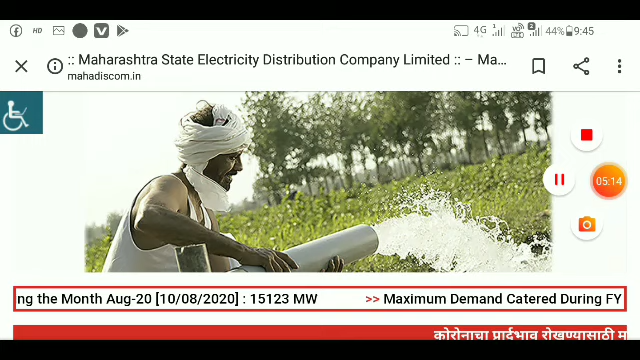 HD 4G 44% 9:45
:: Maharashtra State Electricity Distribution Company Limited :: – Ma...
mahadiscom.in
05:14
ng the Month Aug-20 [10/08/2020] : 15123 MW >> Maximum Demand Catered During FY
कोरोनाचा प्रार्दुभाव रोखण्यासाठी म